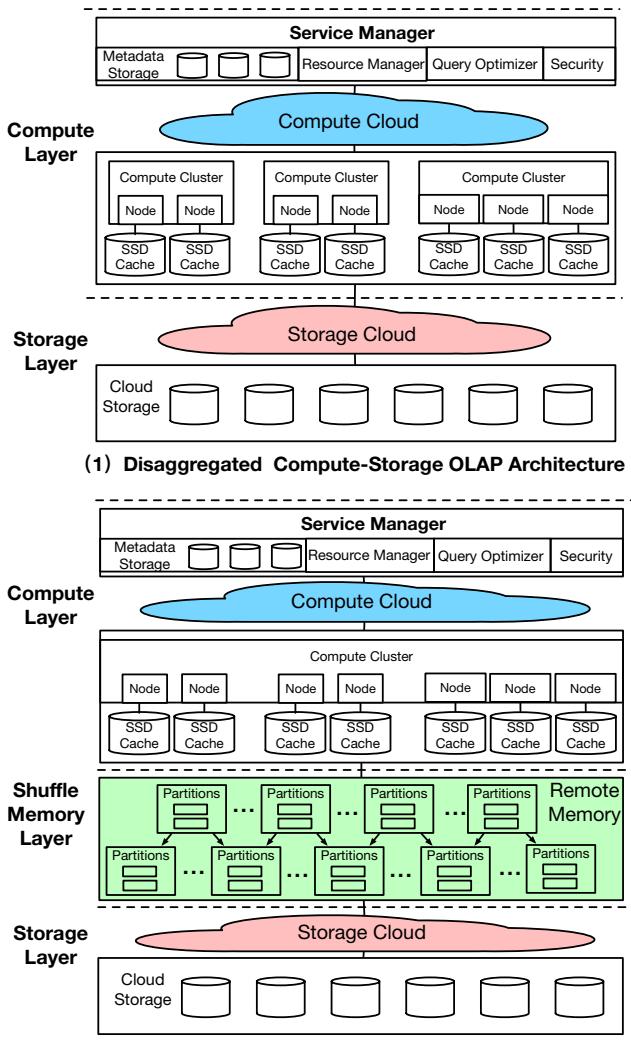 Service Manager
Metadata Storage
Resource Manager
Query Optimizer
Security
Compute Layer
Compute Cloud
Compute Cluster
Compute Cluster
Compute Cluster
Node
Node
Node
Node
Node
Node
Node
SSD Cache
SSD Cache
SSD Cache
SSD Cache
SSD Cache
SSD Cache
SSD Cache
Storage Layer
Storage Cloud
Cloud Storage
(1) Disaggregated Compute-Storage OLAP Architecture
Service Manager
Metadata Storage
Resource Manager
Query Optimizer
Security
Compute Layer
Compute Cloud
Compute Cluster
Node
Node
Node
Node
Node
Node
Node
SSD Cache
SSD Cache
SSD Cache
SSD Cache
SSD Cache
SSD Cache
SSD Cache
Shuffle Memory Layer
Partitions
...
Partitions
...
Partitions
...
Partitions
Remote Memory
Partitions
...
Partitions
...
Partitions
...
Partitions
...
Partitions
Storage Layer
Storage Cloud
Cloud Storage